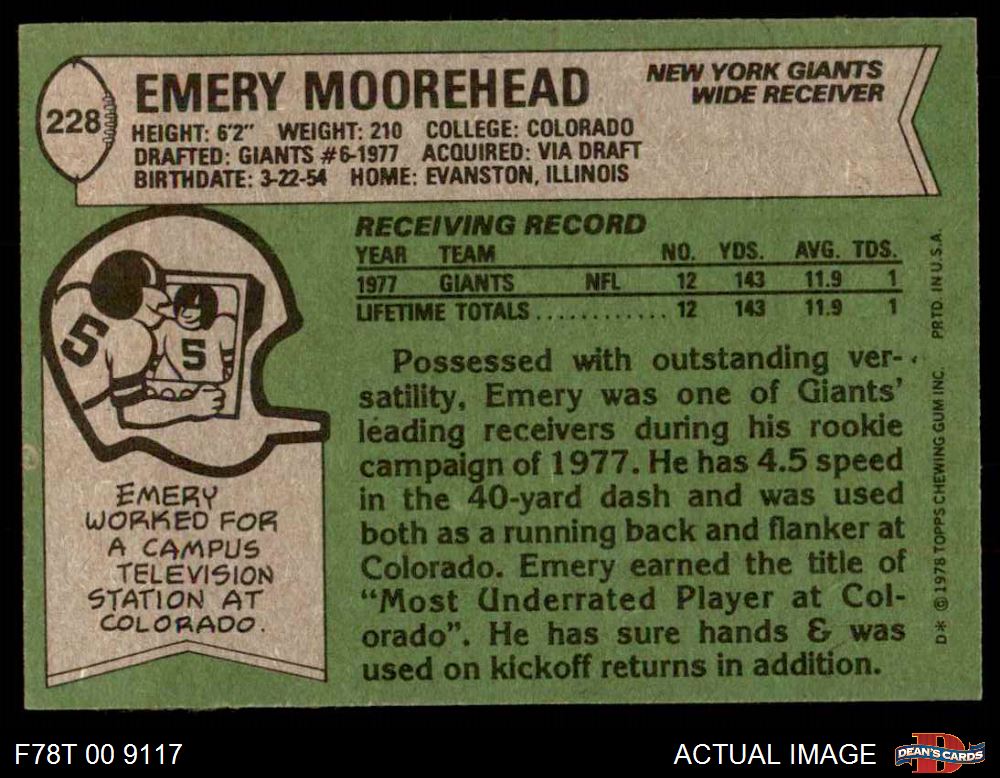 228
EMERY MOOREHEAD
NEW YORK GIANTS
WIDE RECEIVER
HEIGHT: 6'2" WEIGHT: 210 COLLEGE: COLORADO
DRAFTED: GIANTS #6-1977 ACQUIRED: VIA DRAFT
BIRTHDATE: 3-22-54 HOME: EVANSTON, ILLINOIS
RECEIVING RECORD
YEAR TEAM NO. YDS. AVG. TDS.
1977 GIANTS NFL 12 143 11.9 1
LIFETIME TOTALS............ 12 143 11.9 1
5
5
EMERY
WORKED FOR
A CAMPUS
TELEVISION
STATION AT
COLORADO.
Possessed with outstanding ver-
satility, Emery was one of Giants'
leading receivers during his rookie
campaign of 1977. He has 4.5 speed
in the 40-yard dash and was used
both as a running back and flanker at
Colorado. Emery earned the title of
"Most Underrated Player at Col-
orado". He has sure hands & was
used on kickoff returns in addition.
D* © 1978 TOPPS CHEWING GUM INC. PRTD. IN U.S.A.
F78T 00 9117
ACTUAL IMAGE
D
DEAN'S CARDS